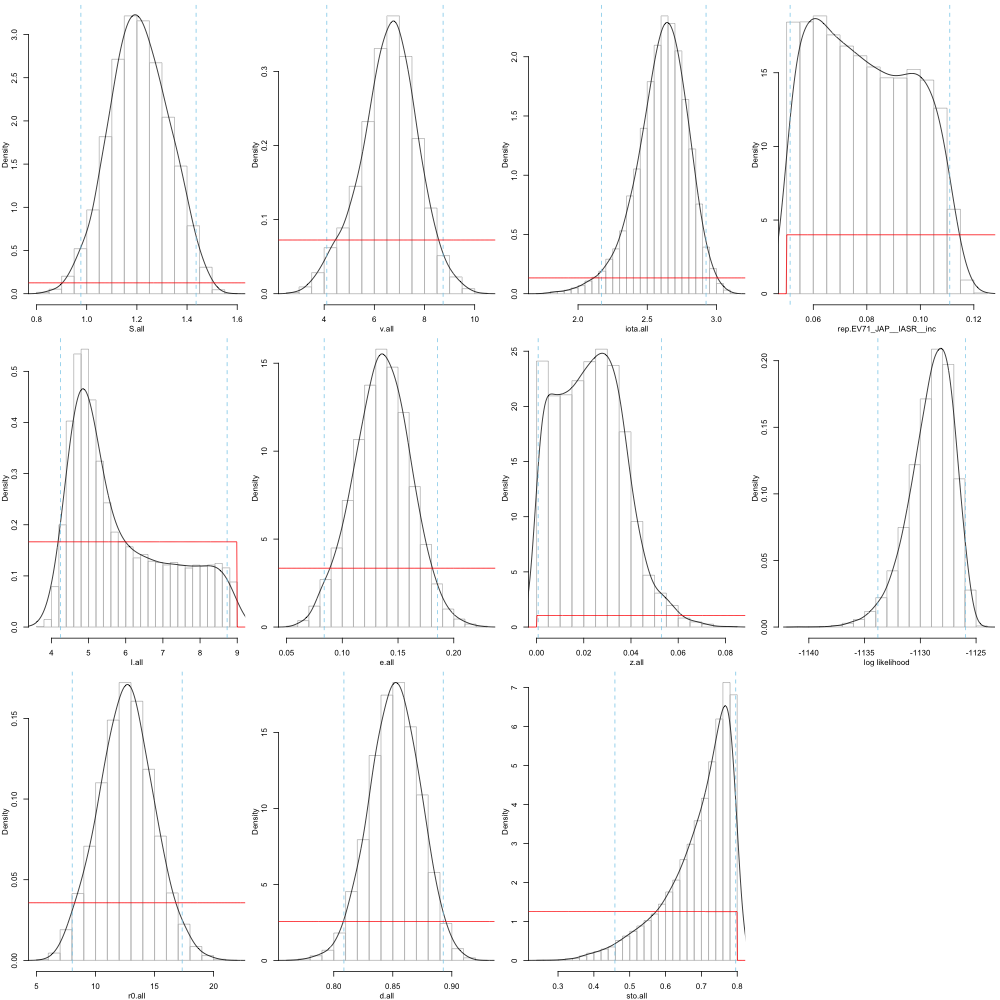 Density
0.0 0.5 1.0 1.5 2.0 2.5 3.0
0.8 1.0 1.2 1.4 1.6
S.all
Density
0.0 0.1 0.2 0.3
4 6 8 10
v.all
Density
0.0 0.5 1.0 1.5 2.0
2.0 2.5 3.0
iota.all
Density
0 5 10 15
0.06 0.08 0.10 0.12
rep.EV71_JAP__IASR__inc
Density
0.0 0.1 0.2 0.3 0.4 0.5
4 5 6 7 8 9
l.all
Density
0 5 10 15
0.05 0.10 0.15 0.20
e.all
Density
0 5 10 15 20 25
0.00 0.02 0.04 0.06 0.08
z.all
Density
0.00 0.05 0.10 0.15 0.20
-1140 -1135 -1130 -1125
log likelihood
Density
0.00 0.05 0.10 0.15
5 10 15 20
r0.all
Density
0 5 10 15
0.80 0.85 0.90
d.all
Density
0 1 2 3 4 5 6 7
0.3 0.4 0.5 0.6 0.7 0.8
sto.all